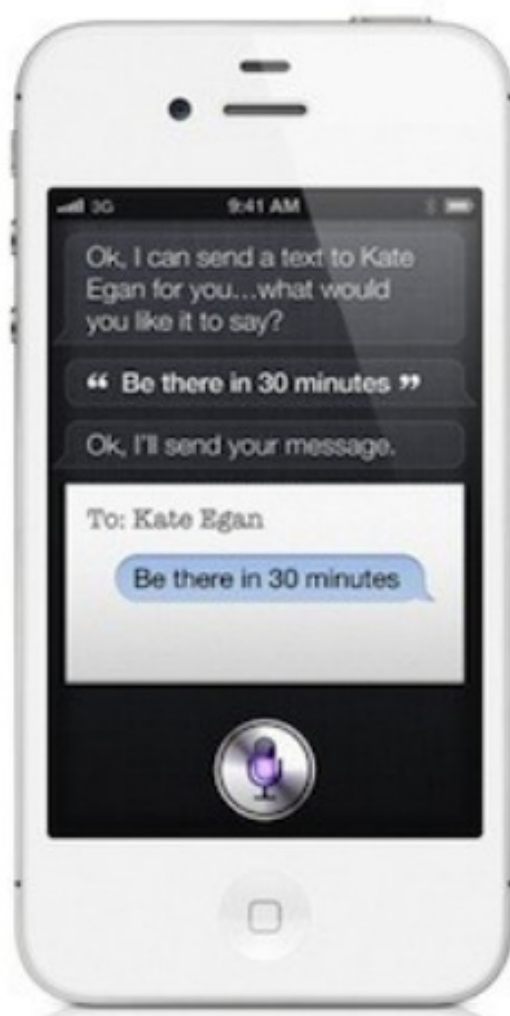 3G 9:41 AM
Ok, I can send a text to Kate
Egan for you...what would
you like it to say?
“ Be there in 30 minutes ”
Ok, I'll send your message.
To: Kate Egan
Be there in 30 minutes